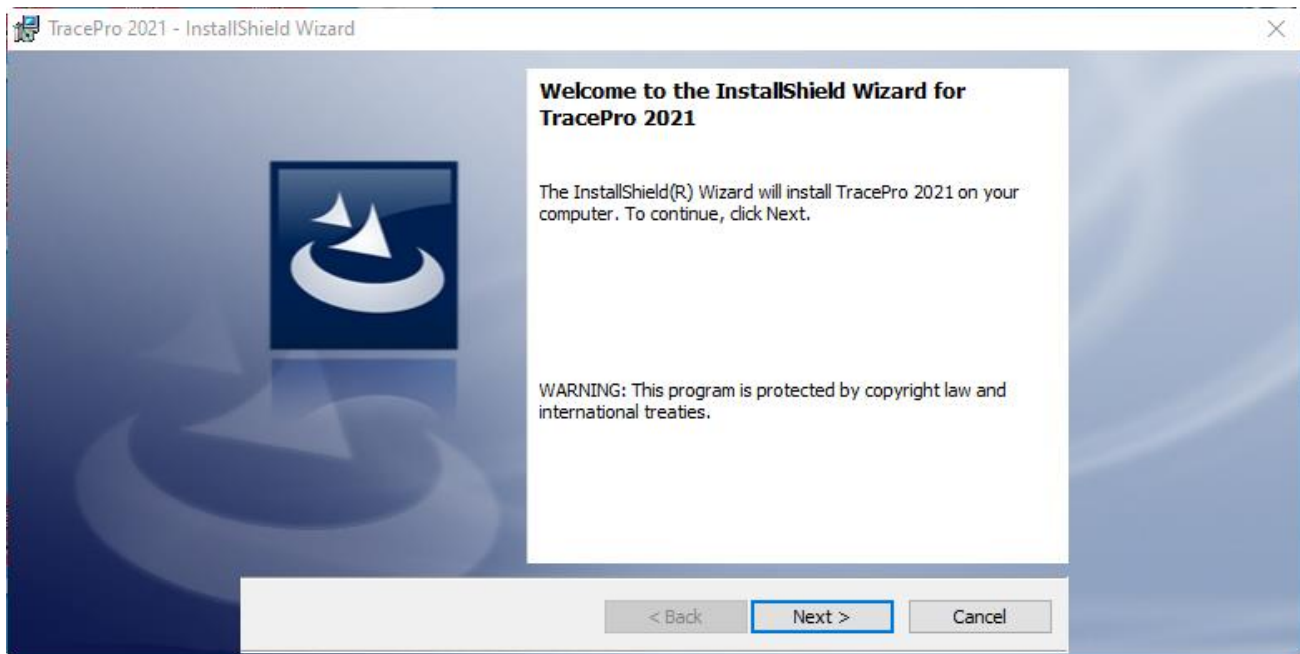 TracePro 2021 - InstallShield Wizard
Welcome to the InstallShield Wizard for
TracePro 2021
The InstallShield(R) Wizard will install TracePro 2021 on your
computer. To continue, click Next.
WARNING: This program is protected by copyright law and
international treaties.
< Back
Next >
Cancel